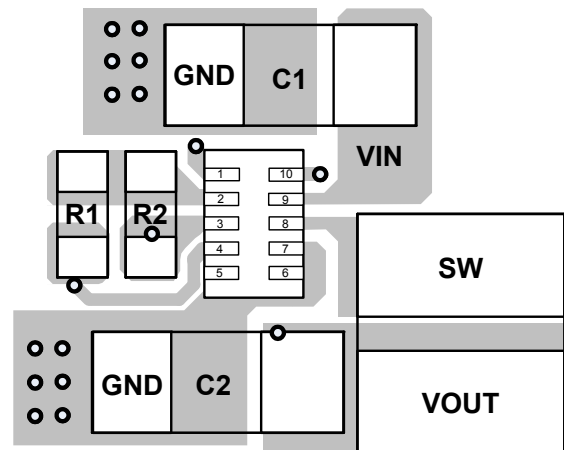 GND C1
VIN
1 10
2 9
R1 R2 3 8
4 7
5 6
SW
GND C2
VOUT